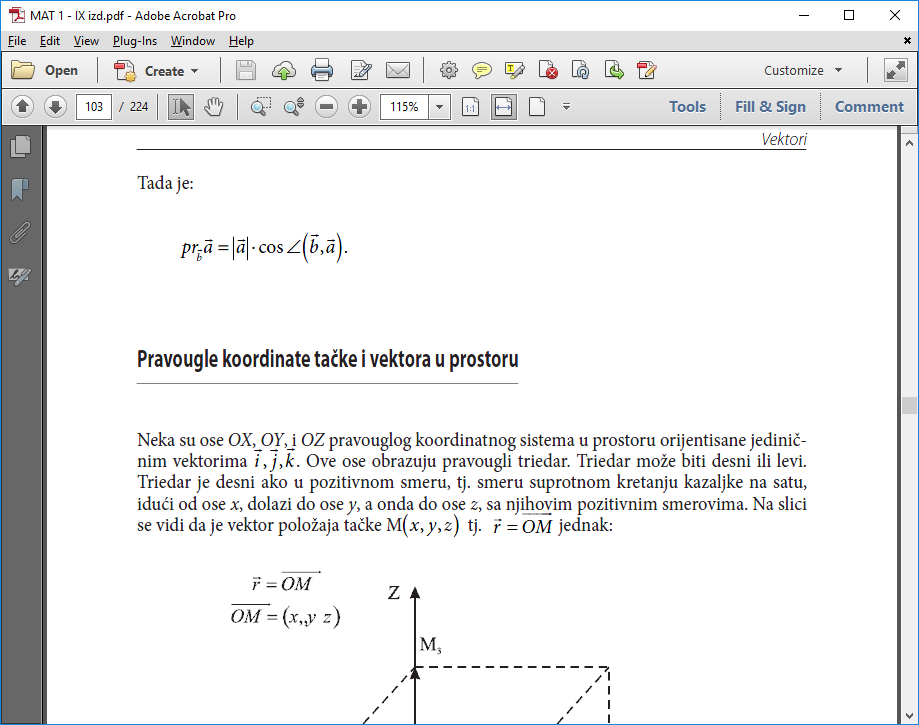 MAT 1 - IX izd.pdf - Adobe Acrobat Pro
File Edit View Plug-Ins Window Help
Open Create Customize
103 / 224 115% 1:1 Tools Fill & Sign Comment
Vektori
Tada je:
pr_b⃗ a⃗ = |a⃗| · cos∠(b⃗,a⃗).
Pravougle koordinate tačke i vektora u prostoru
Neka su ose OX, OY, i OZ pravouglog koordinatnog sistema u prostoru orijentisane jedinič-
nim vektorima i⃗, j⃗, k⃗. Ove ose obrazuju pravougli triedar. Triedar može biti desni ili levi.
Triedar je desni ako u pozitivnom smeru, tj. smeru suprotnom kretanju kazaljke na satu,
idući od ose x, dolazi do ose y, a onda do ose z, sa njihovim pozitivnim smerovima. Na slici
se vidi da je vektor položaja tačke M(x, y, z) tj. r⃗ = OM jednak:
r⃗ = OM
OM = (x,,y z)
Z
M₃